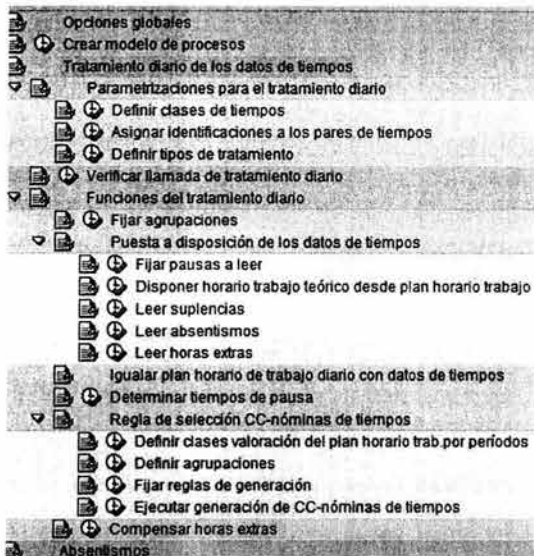 Opciones globales
Crear modelo de procesos
Tratamiento diario de los datos de tiempos
Parametrizaciones para el tratamiento diario
Definir clases de tiempos
Asignar identificaciones a los pares de tiempos
Definir tipos de tratamiento
Verificar llamada de tratamiento diario
Funciones del tratamiento diario
Fijar agrupaciones
Puesta a disposición de los datos de tiempos
Fijar pausas a leer
Disponer horario trabajo teórico desde plan horario trabajo
Leer suplencias
Leer absentismos
Leer horas extras
Igualar plan horario de trabajo diario con datos de tiempos
Determinar tiempos de pausa
Regla de selección CC-nóminas de tiempos
Definir clases valoración del plan horario trab.por períodos
Definir agrupaciones
Fijar reglas de generación
Ejecutar generación de CC-nóminas de tiempos
Compensar horas extras
Absentismos